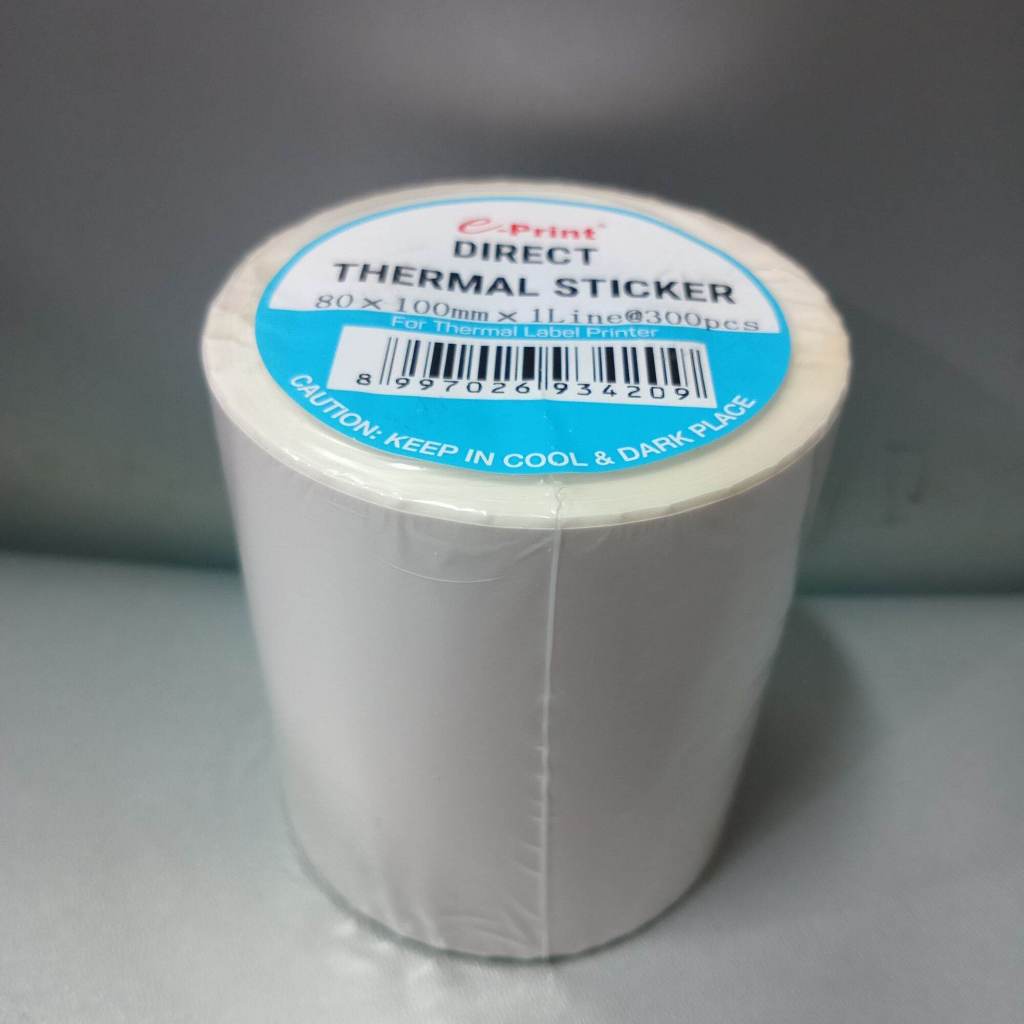 e-Print
DIRECT
THERMAL STICKER
80 × 100mm × 1Line@300pcs
For Thermal Label Printer
8 997026 934209
CAUTION: KEEP IN COOL & DARK PLACE